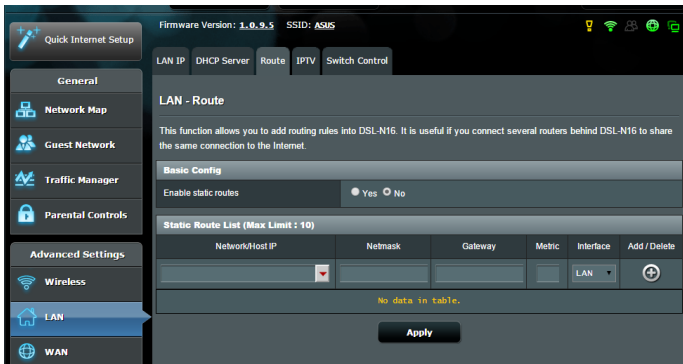 Firmware Version: 1.0.9.5 SSID: ASUS
Quick Internet Setup
LAN IP DHCP Server Route IPTV Switch Control
General
Network Map
Guest Network
Traffic Manager
Parental Controls
Advanced Settings
Wireless
LAN
WAN
LAN - Route
This function allows you to add routing rules into DSL-N16. It is useful if you connect several routers behind DSL-N16 to share
the same connection to the Internet.
Basic Config
Enable static routes Yes No
Static Route List (Max Limit : 10)
Network/Host IP Netmask Gateway Metric Interface Add / Delete
LAN
No data in table.
Apply